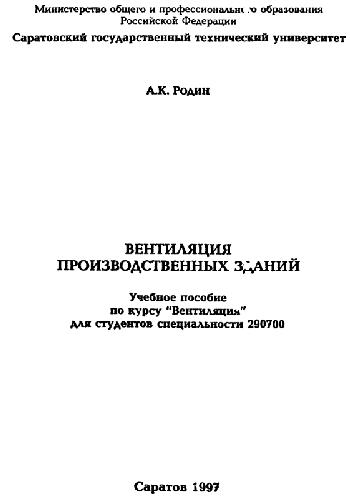 Министерство общего и профессионального образования
Российской Федерации
Саратовский государственный технический университет
А.К. Родин
ВЕНТИЛЯЦИЯ
ПРОИЗВОДСТВЕННЫХ ЗДАНИЙ
Учебное пособие
по курсу "Вентиляция"
для студентов специальности 290700
Саратов 1997